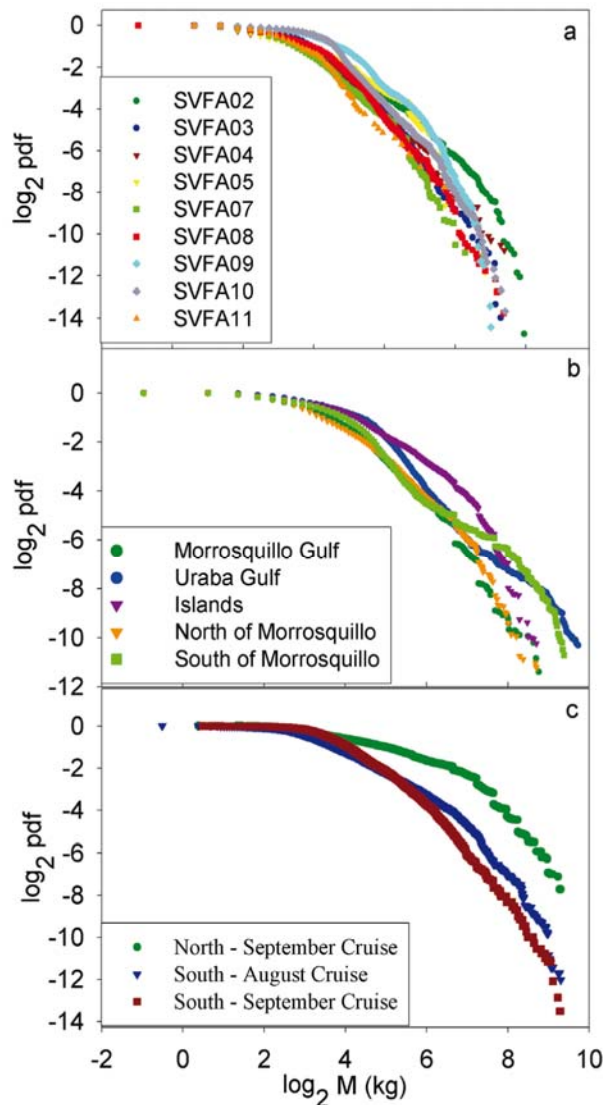 a
0
-2
-4
-6
-8
-10
-12
-14
log2 pdf
SVFA02
SVFA03
SVFA04
SVFA05
SVFA07
SVFA08
SVFA09
SVFA10
SVFA11
b
0
-2
-4
-6
-8
-10
-12
log2 pdf
Morrosquillo Gulf
Uraba Gulf
Islands
North of Morrosquillo
South of Morrosquillo
c
0
-2
-4
-6
-8
-10
-12
-14
log2 pdf
North - September Cruise
South - August Cruise
South - September Cruise
-2 0 2 4 6 8 10
log2 M (kg)